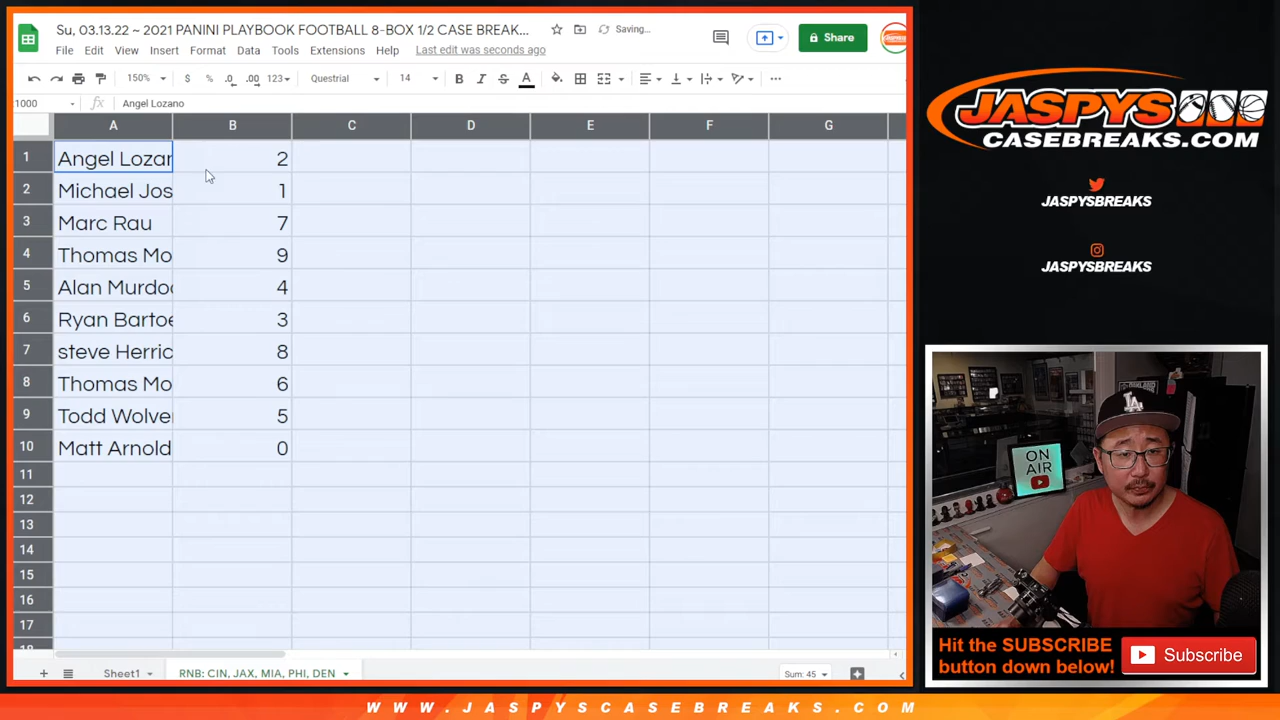 Su, 03.13.22 ~ 2021 PANINI PLAYBOOK FOOTBALL 8-BOX 1/2 CASE BREAK...
Saving...
File Edit View Insert Format Data Tools Extensions Help Last edit was seconds ago
Share
150% $ % .0 .00 123 Questrial 14 B I S A
1000 fx Angel Lozano
A B C D E F G
1 Angel Lozar 2
2 Michael Jos 1
3 Marc Rau 7
4 Thomas Mo 9
5 Alan Murdo 4
6 Ryan Bartoe 3
7 steve Herric 8
8 Thomas Mo 6
9 Todd Wolver 5
10 Matt Arnold 0
11
12
13
14
15
16
17
18
Sheet1 RNB: CIN, JAX, MIA, PHI, DEN Sum: 45
JASPYS
CASEBREAKS.COM
JASPYSBREAKS
JASPYSBREAKS
ON
AIR
LA
Hit the SUBSCRIBE
button down below!
Subscribe
WWW.JASPYSCASEBREAKS.COM